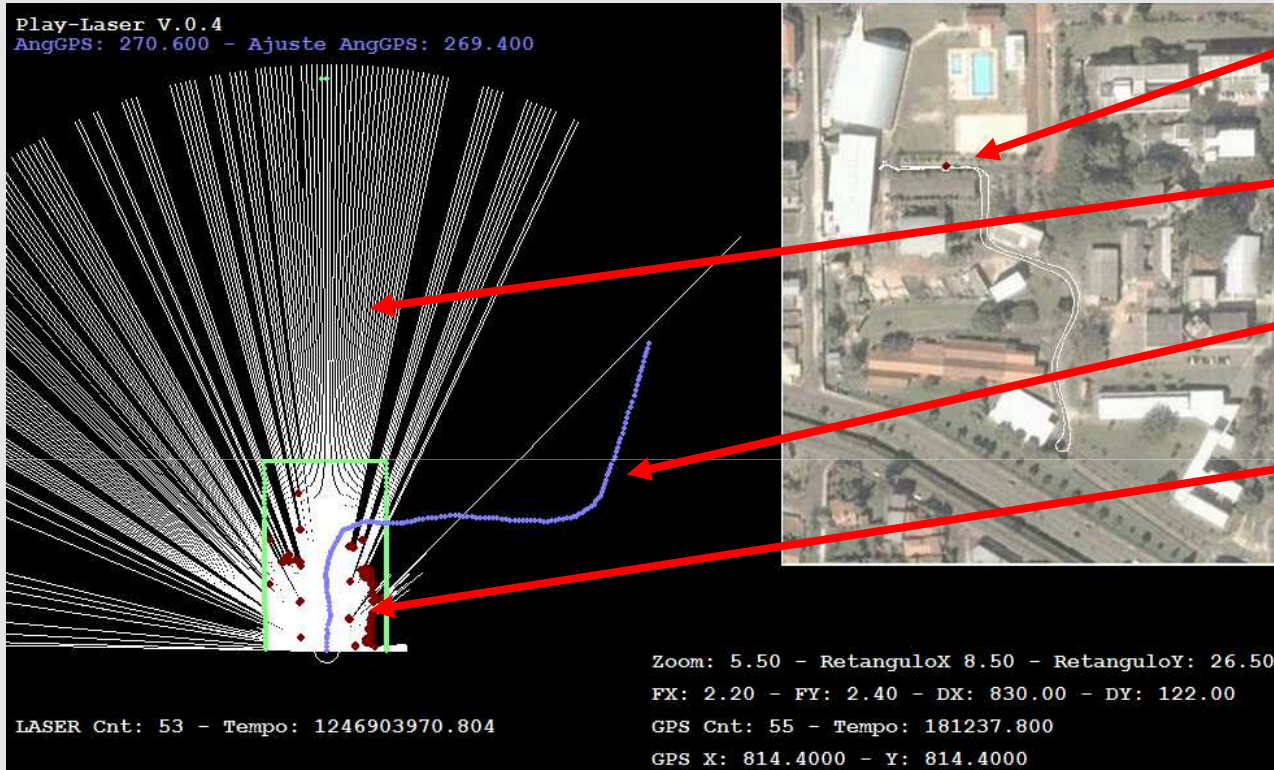 Play-Laser V.0.4
AngGPS: 270.600 - Ajuste AngGPS: 269.400
Zoom: 5.50 - RetanguloX 8.50 - RetanguloY: 26.50
FX: 2.20 - FY: 2.40 - DX: 830.00 - DY: 122.00
LASER Cnt: 53 - Tempo: 1246903970.804
GPS Cnt: 55 - Tempo: 181237.800
GPS X: 814.4000 - Y: 814.4000